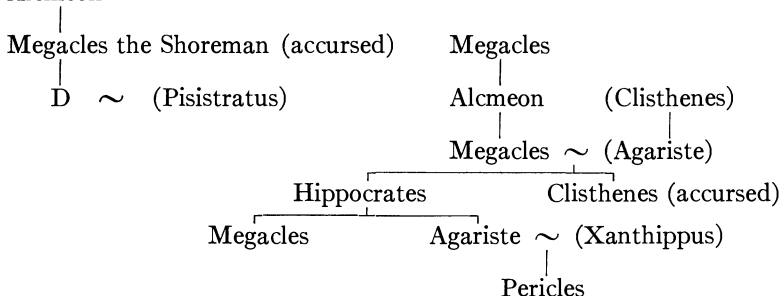 Megacles the Shoreman (accursed) Megacles
D ~ (Pisistratus) Alcmeon (Clisthenes)
Megacles ~ (Agariste)
Hippocrates Clisthenes (accursed)
Megacles Agariste ~ (Xanthippus)
Pericles